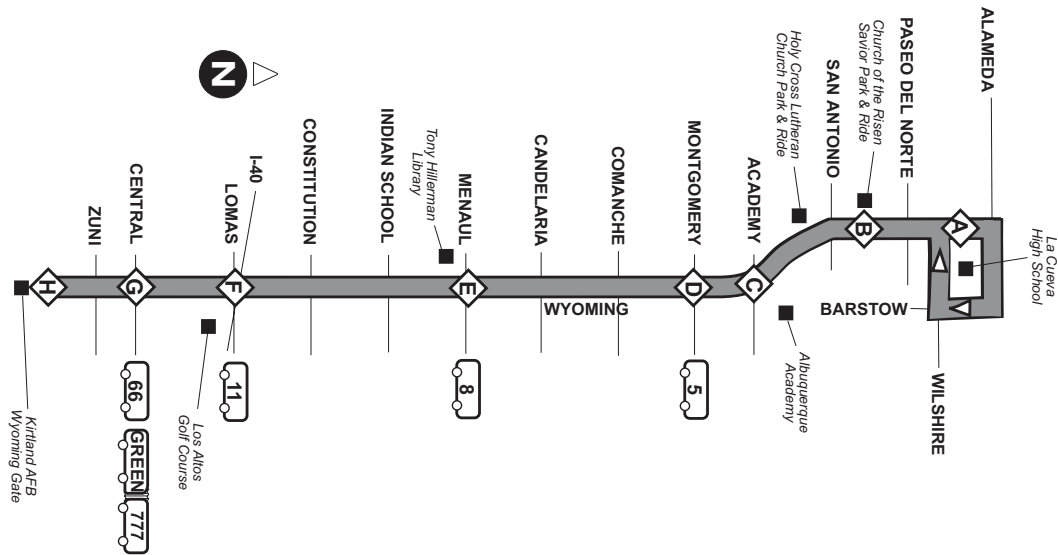 ALAMEDA
PASEO DEL NORTE
Church of the Risen
Savior Park & Ride
SAN ANTONIO
Holy Cross Lutheran
Church Park & Ride
ACADEMY
MONTGOMERY
COMANCHE
CANDELARIA
MENAUL
Tony Hillerman
Library
INDIAN SCHOOL
CONSTITUTION
I-40
LOMAS
CENTRAL
ZUNI
N
La Cueva
High School
A
B
C
D
E
F
G
H
WYOMING
BARSTOW
WILSHIRE
Albuquerque
Academy
5
8
11
Los Altos
Golf Course
66
GREEN
777
Kirtland AFB
Wyoming Gate